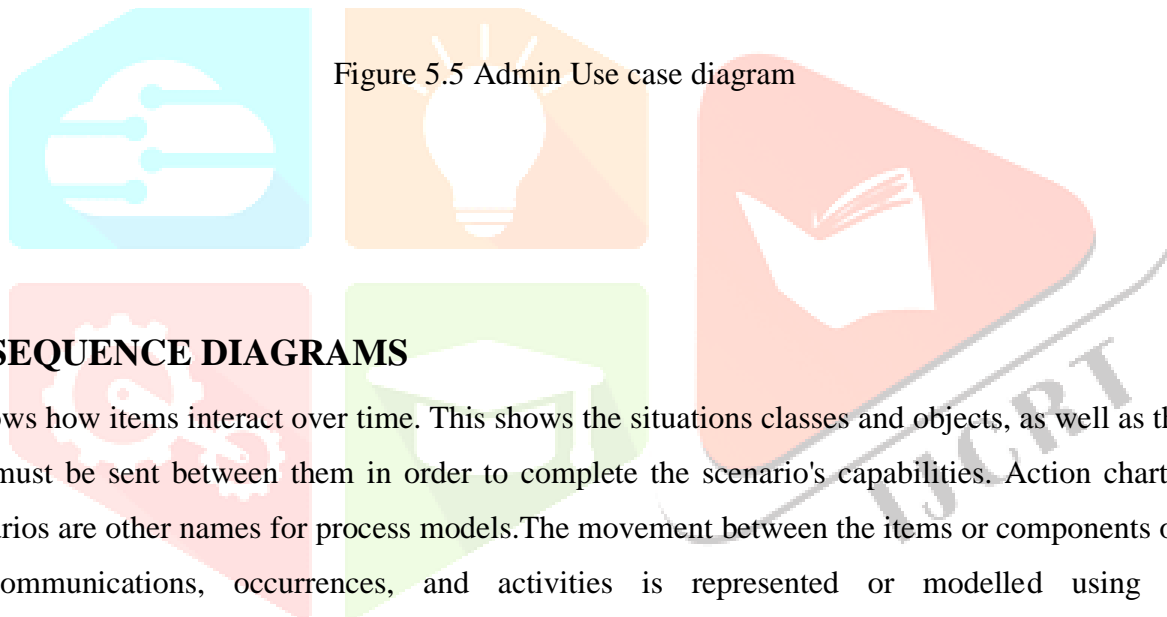 Figure 5.5 Admin Use case diagram
SEQUENCE DIAGRAMS
ows how items interact over time. This shows the situations classes and objects, as well as th
must be sent between them in order to complete the scenario's capabilities. Action chart
rios are other names for process models.The movement between the items or components o
ommunications, occurrences, and activities is represented or modelled using
IJCRT